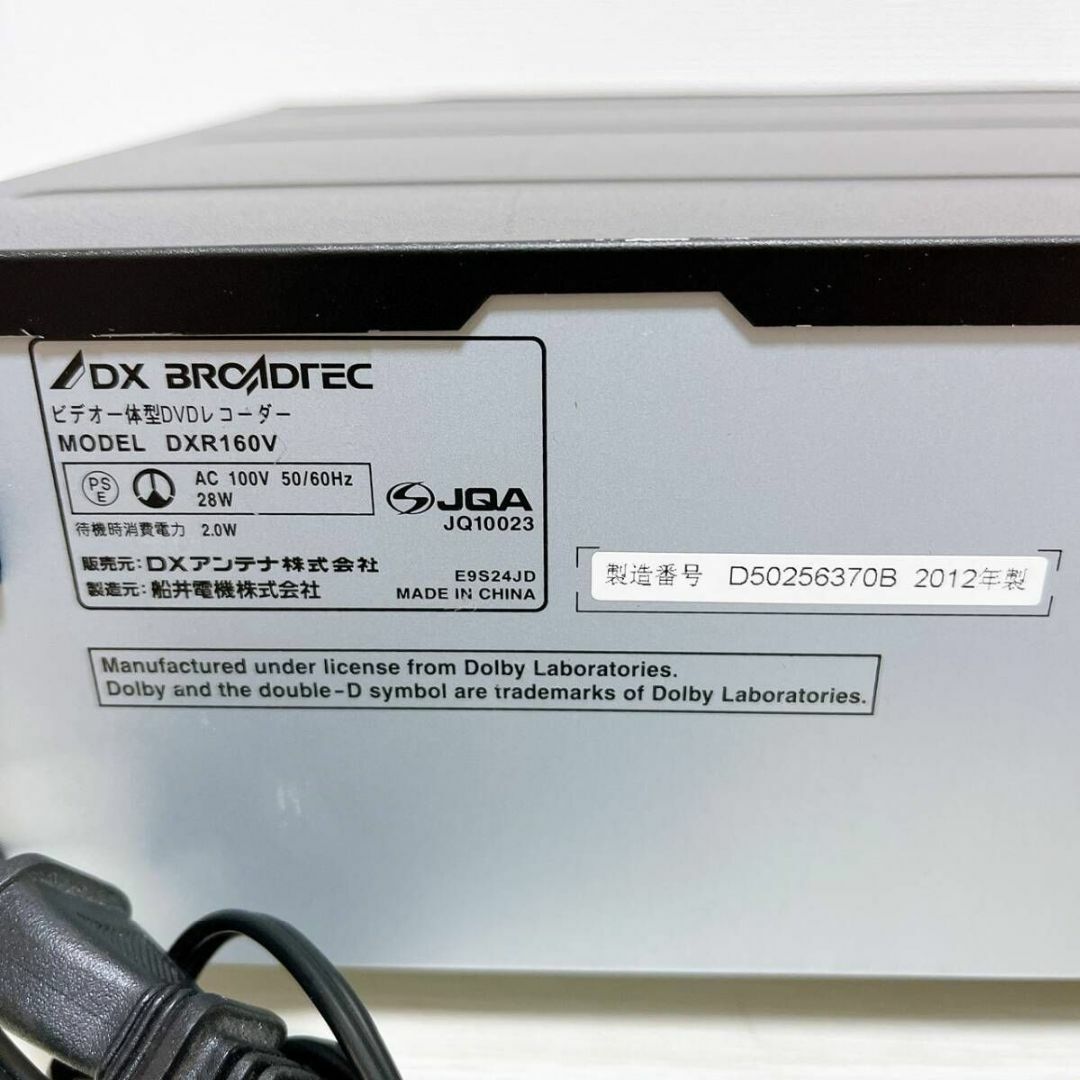 DX BROADTEC
ビデオ一体型DVDレコーダー
MODEL DXR160V
PS E AC 100V 50/60Hz
28W
待機時消費電力 2.0W
JQA
JQ10023
販売元:DXアンテナ株式会社
製造元:船井電機株式会社
E9S24JD
MADE IN CHINA
製造番号 D50256370B 2012年製
Manufactured under license from Dolby Laboratories.
Dolby and the double-D symbol are trademarks of Dolby Laboratories.